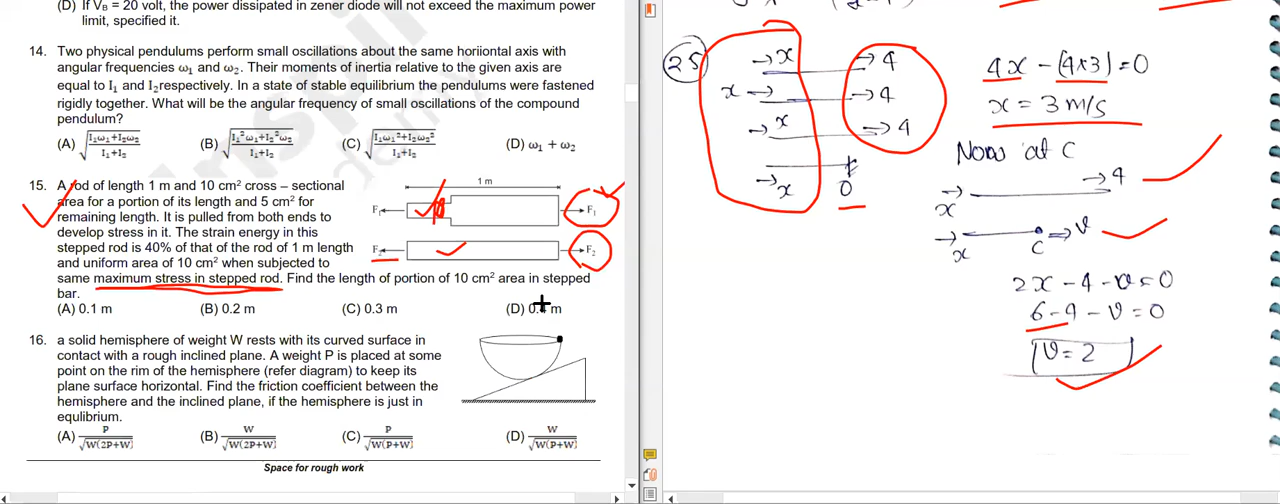 (D) If VB = 20 volt, the power dissipated in zener diode will not exceed the maximum power
limit, specified it.
14. Two physical pendulums perform small oscillations about the same horiiontal axis with
angular frequencies ω1 and ω2. Their moments of inertia relative to the given axis are
equal to I1 and I2respectively. In a state of stable equilibrium the pendulums were fastened
rigidly together. What will be the angular frequency of small oscillations of the compound
pendulum?
(A) √((I1ω1+I2ω2)/(I1+I2)) (B) √((I1²ω1+I2²ω2)/(I1+I2)) (C) √((I1ω1²+I2ω2²)/(I1+I2)) (D) ω1 + ω2
15. A rod of length 1 m and 10 cm² cross – sectional
area for a portion of its length and 5 cm² for
remaining length. It is pulled from both ends to
develop stress in it. The strain energy in this
stepped rod is 40% of that of the rod of 1 m length
and uniform area of 10 cm² when subjected to
same maximum stress in stepped rod. Find the length of portion of 10 cm² area in stepped
bar.
1 m
F1 F1
F2 F2
(A) 0.1 m (B) 0.2 m (C) 0.3 m (D) 0.4 m
16. a solid hemisphere of weight W rests with its curved surface in
contact with a rough inclined plane. A weight P is placed at some
point on the rim of the hemisphere (refer diagram) to keep its
plane surface horizontal. Find the friction coefficient between the
hemisphere and the inclined plane, if the hemisphere is just in
equlibrium.
(A) P/√(W(2P+W)) (B) W/√(W(2P+W)) (C) P/√(W(P+W)) (D) W/√(W(P+W))
Space for rough work
25
→ x → 4
x → → 4
→ x → 4
→ x 0
4x - (4×3) = 0
x = 3 m/s
Now at C
→ x → 4
→ x C → v
2x - 4 - v = 0
6 - 4 - v = 0
v = 2